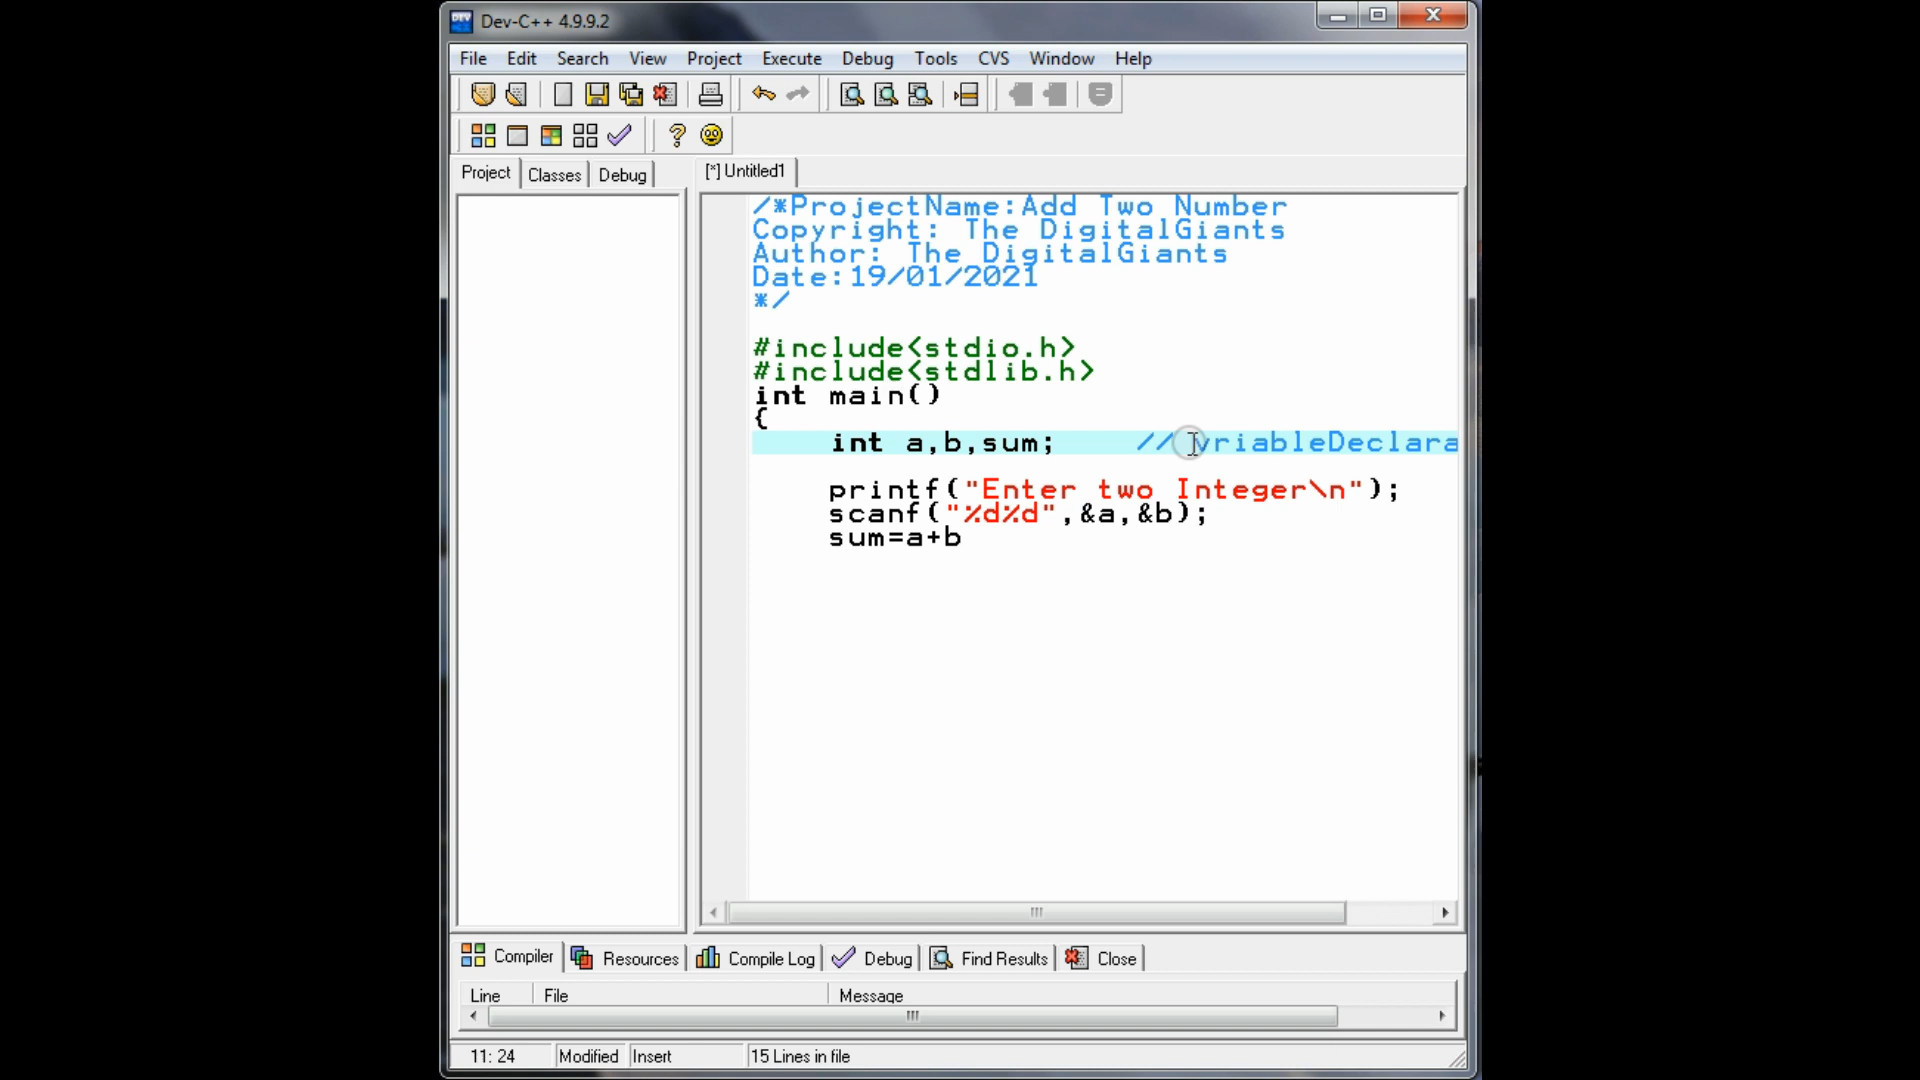 Dev-C++ 4.9.9.2
File Edit Search View Project Execute Debug Tools CVS Window Help
Project Classes Debug
[*] Untitled1
/*ProjectName:Add Two Number
Copyright: The DigitalGiants
Author: The DigitalGiants
Date:19/01/2021
*/
#include<stdio.h>
#include<stdlib.h>
int main()
{
int a,b,sum; // vriableDeclara
printf("Enter two Integer\n");
scanf("%d%d",&a,&b);
sum=a+b
Compiler Resources Compile Log Debug Find Results Close
Line File Message
11: 24 Modified Insert 15 Lines in file